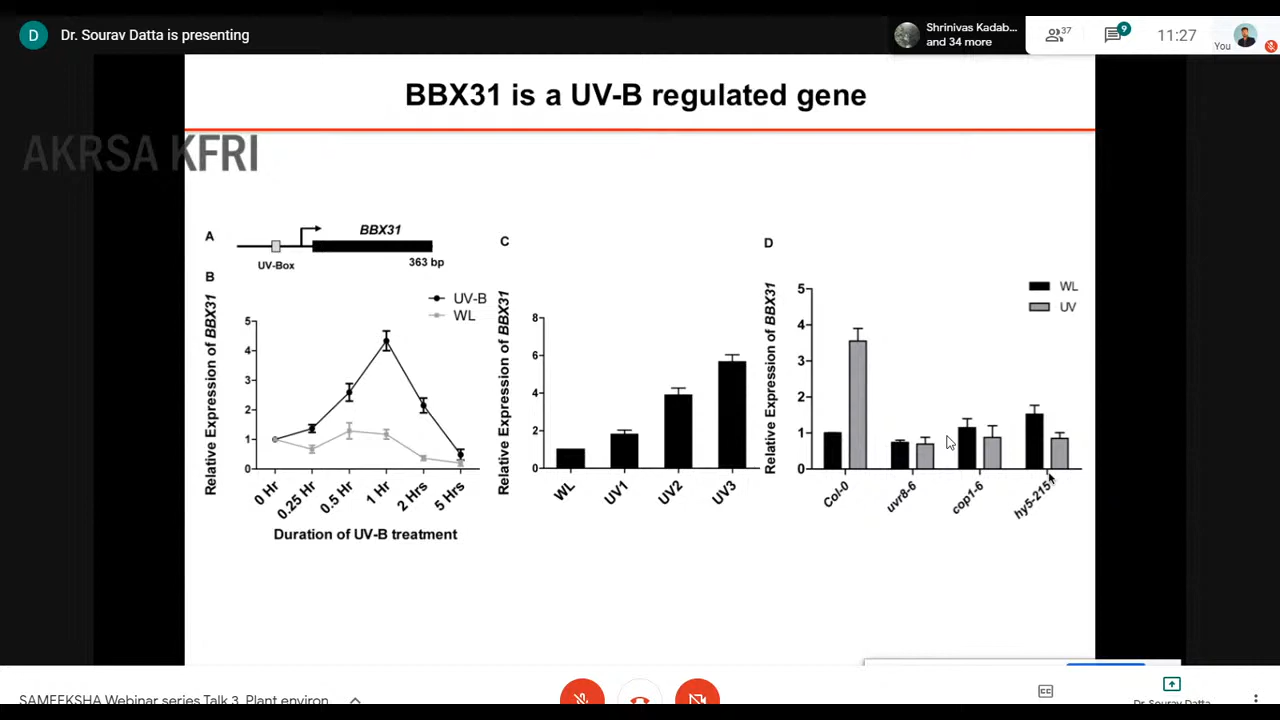 D
Dr. Sourav Datta is presenting
Shrinivas Kadab...
and 34 more
37
9
11:27
You
BBX31 is a UV-B regulated gene
AKRSA KFRI
A
BBX31
UV-Box
363 bp
B
UV-B
WL
Relative Expression of BBX31
5
4
3
2
1
0
0 Hr
0.25 Hr
0.5 Hr
1 Hr
2 Hrs
5 Hrs
Duration of UV-B treatment
C
Relative Expression of BBX31
8
6
4
2
0
WL
UV1
UV2
UV3
D
WL
UV
Relative Expression of BBX31
5
4
3
2
1
0
Col-0
uvr8-6
cop1-6
hy5-215
SAMEEKSHA Webinar series Talk 3 Plant environ
CC
Dr. Sourav Datta